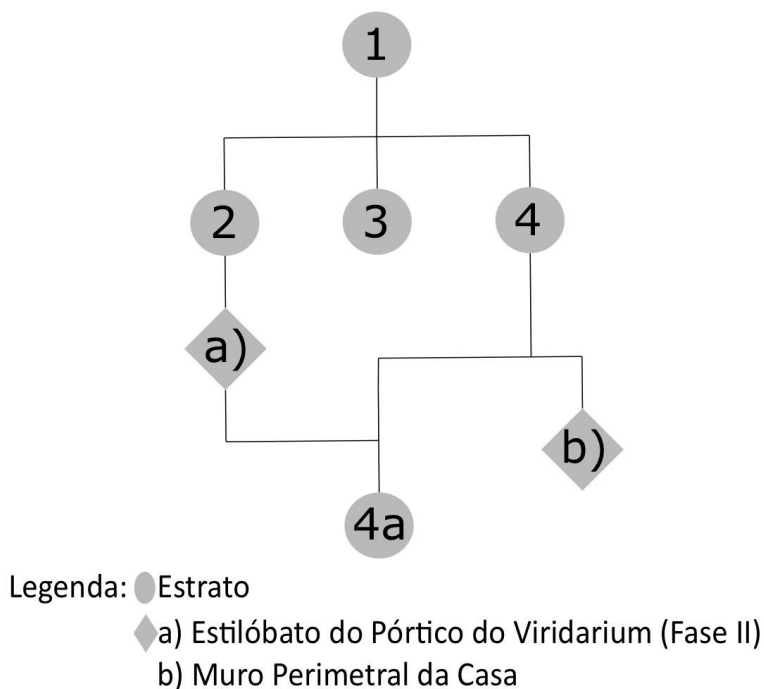 1
2 3 4
a)
b)
4a
Legenda: Estrato
a) Estilóbato do Pórtico do Viridarium (Fase II)
b) Muro Perimetral da Casa